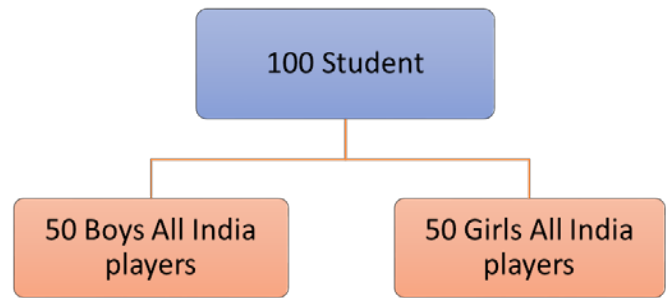 100 Student
50 Boys All India
players
50 Girls All India
players